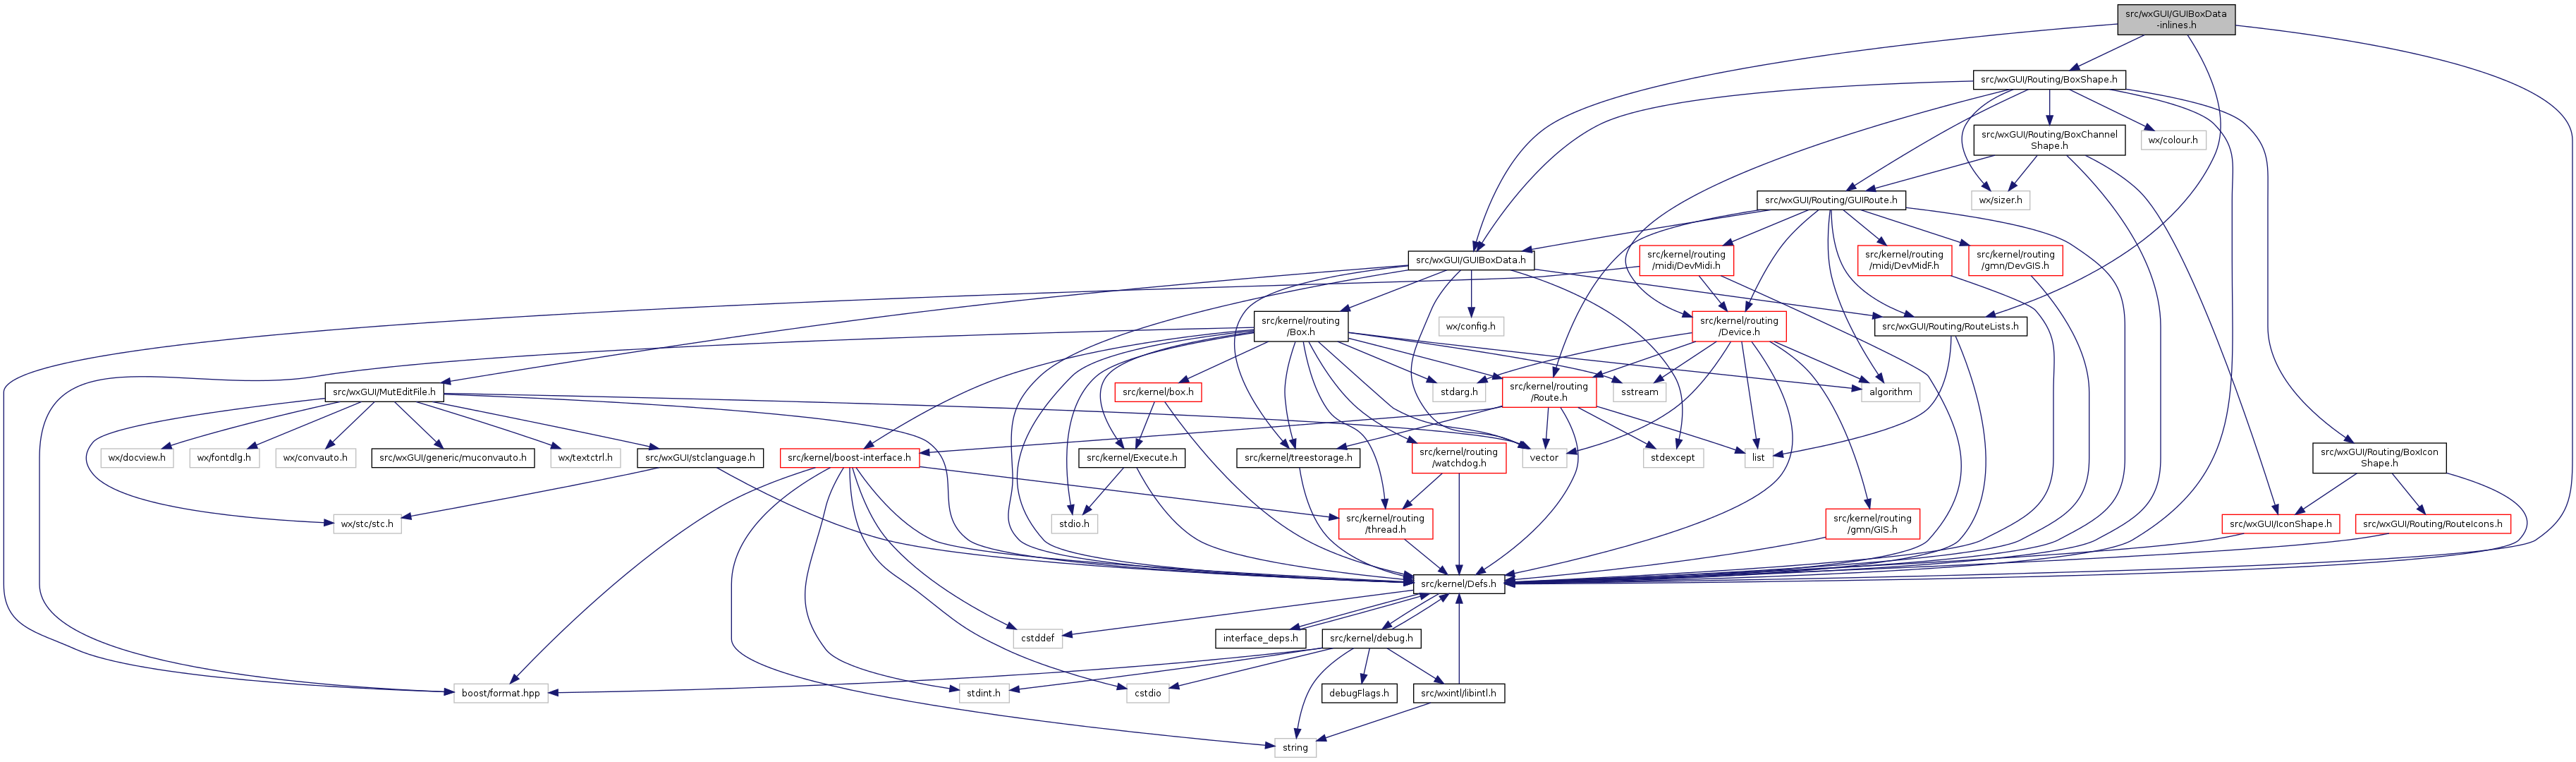 src/wxGUI/GUIBoxData
-inlines.h
src/wxGUI/Routing/BoxShape.h
src/wxGUI/Routing/BoxChannel
Shape.h
wx/colour.h
src/wxGUI/Routing/GUIRoute.h
wx/sizer.h
src/wxGUI/GUIBoxData.h
src/kernel/routing
/midi/DevMidi.h
src/kernel/routing
/midi/DevMidF.h
src/kernel/routing
/gmn/DevGIS.h
src/kernel/routing
/Box.h
wx/config.h
src/kernel/routing
/Device.h
src/wxGUI/Routing/RouteLists.h
src/wxGUI/MutEditFile.h
src/kernel/box.h
stdarg.h
src/kernel/routing
/Route.h
sstream
algorithm
wx/docview.h
wx/fontdlg.h
wx/convauto.h
src/wxGUI/generic/muconvauto.h
wx/textctrl.h
src/wxGUI/stclanguage.h
src/kernel/boost-interface.h
src/kernel/Execute.h
src/kernel/treestorage.h
src/kernel/routing
/watchdog.h
vector
stdexcept
list
src/wxGUI/Routing/BoxIcon
Shape.h
wx/stc/stc.h
stdio.h
src/kernel/routing
/thread.h
src/kernel/routing
/gmn/GIS.h
src/wxGUI/IconShape.h
src/wxGUI/Routing/RouteIcons.h
src/kernel/Defs.h
cstddef
interface_deps.h
src/kernel/debug.h
boost/format.hpp
stdint.h
cstdio
debugFlags.h
src/wxintl/libintl.h
string